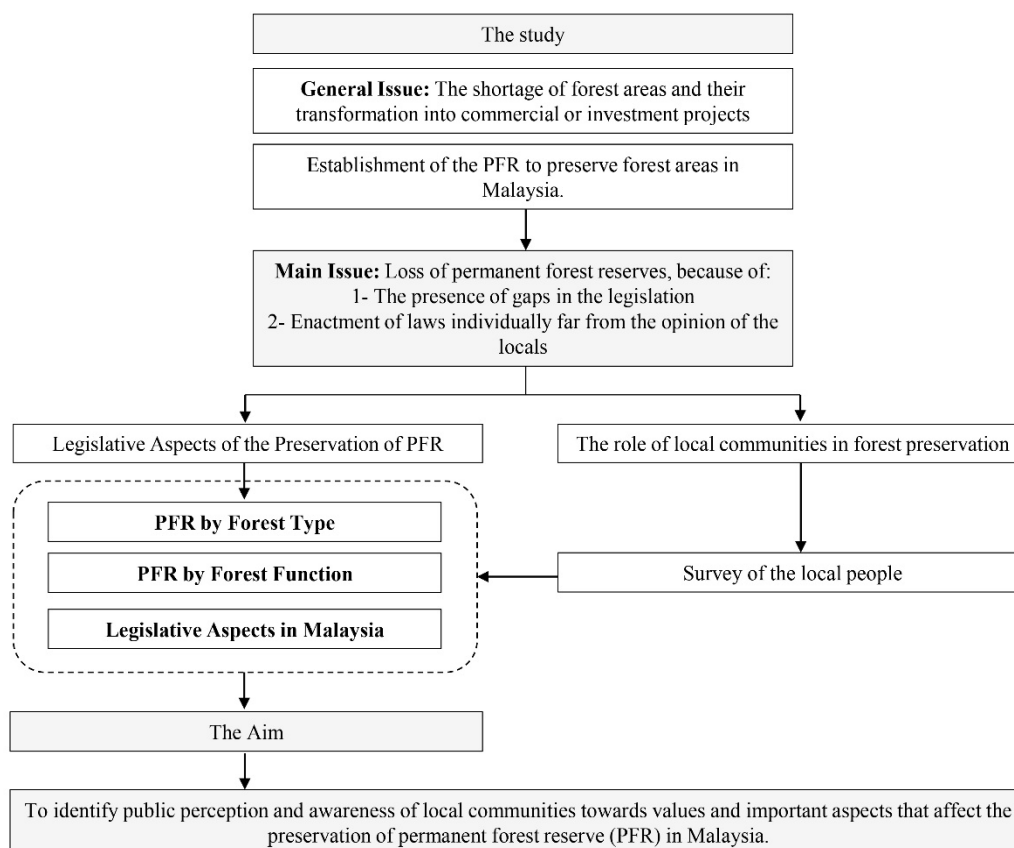 The study
General Issue: The shortage of forest areas and their
transformation into commercial or investment projects
Establishment of the PFR to preserve forest areas in
Malaysia.
Main Issue: Loss of permanent forest reserves, because of:
1- The presence of gaps in the legislation
2- Enactment of laws individually far from the opinion of the
locals
Legislative Aspects of the Preservation of PFR
The role of local communities in forest preservation
PFR by Forest Type
PFR by Forest Function
Survey of the local people
Legislative Aspects in Malaysia
The Aim
To identify public perception and awareness of local communities towards values and important aspects that affect the
preservation of permanent forest reserve (PFR) in Malaysia.